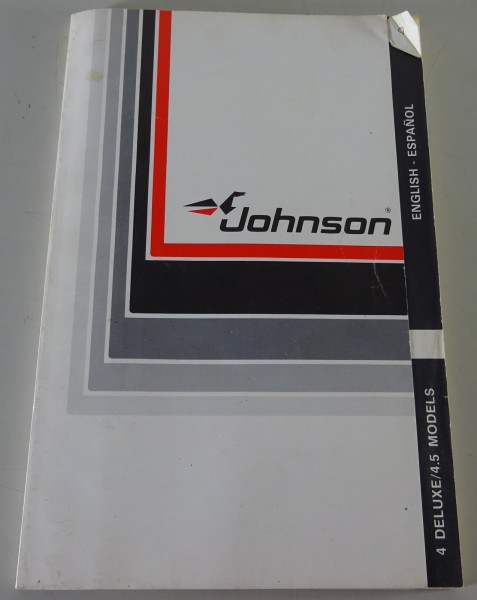 Johnson®
ENGLISH - ESPAÑOL
4 DELUXE/4.5 MODELS